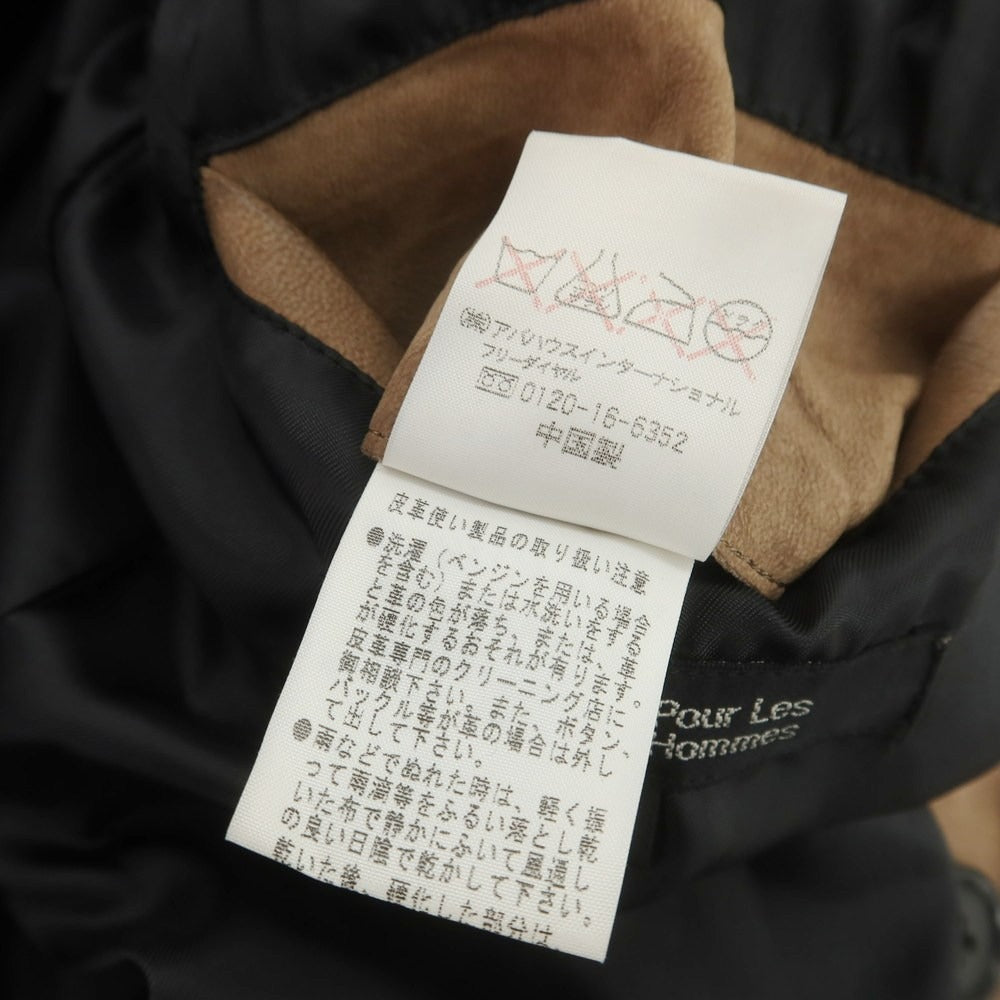 (株)アバハウスインターナショナル
フリーダイヤル
0120-16-6352
中国製
皮革使い製品の取り扱い注意
●洗濯(ベンジンを用いる場合
含む)または水洗いをする
と革の色が落ち、または、革
が硬化するおそれが有ります。
皮革専門のクリーニング店に
御相談下さい。また、ボタン、
バックル等が革の場合は外し
て出して下さい。
●雨などでぬれた時は、軽く振
って雨滴等をふるい落とし乾
いた布で静かにふいて風通し
の良い日陰で乾かして下さい。
乾いた後、硬化した部分は
Pour Les
Hommes